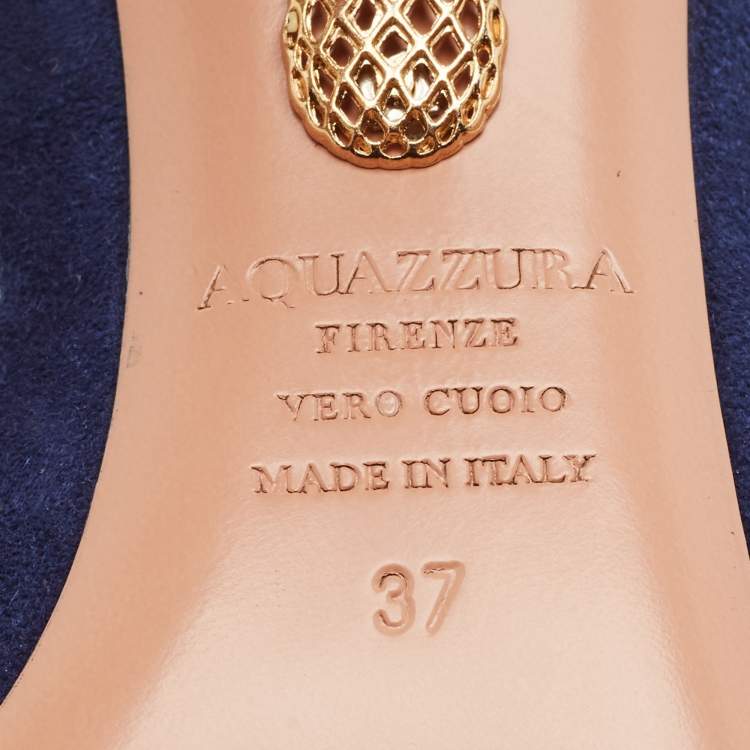 AQUAZZURA
FIRENZE
VERO CUOIO
MADE IN ITALY
37